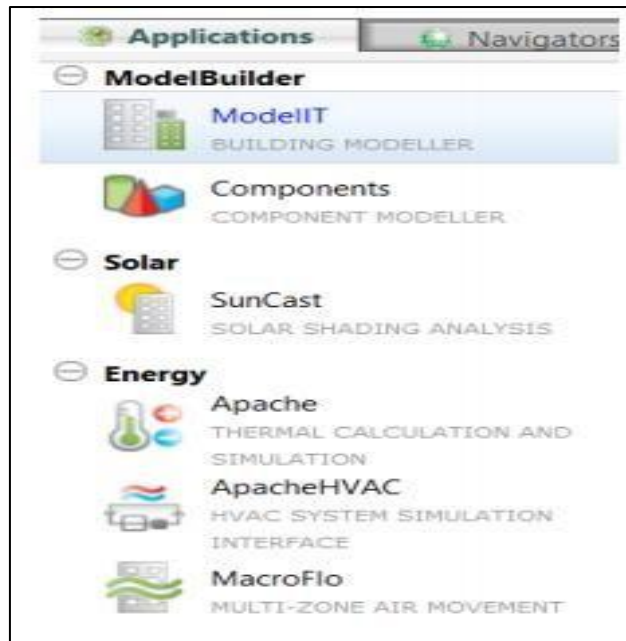 Applications Navigators
ModelBuilder
ModelIT
BUILDING MODELLER
Components
COMPONENT MODELLER
Solar
SunCast
SOLAR SHADING ANALYSIS
Energy
Apache
THERMAL CALCULATION AND
SIMULATION
ApacheHVAC
HVAC SYSTEM SIMULATION
INTERFACE
MacroFlo
MULTI-ZONE AIR MOVEMENT